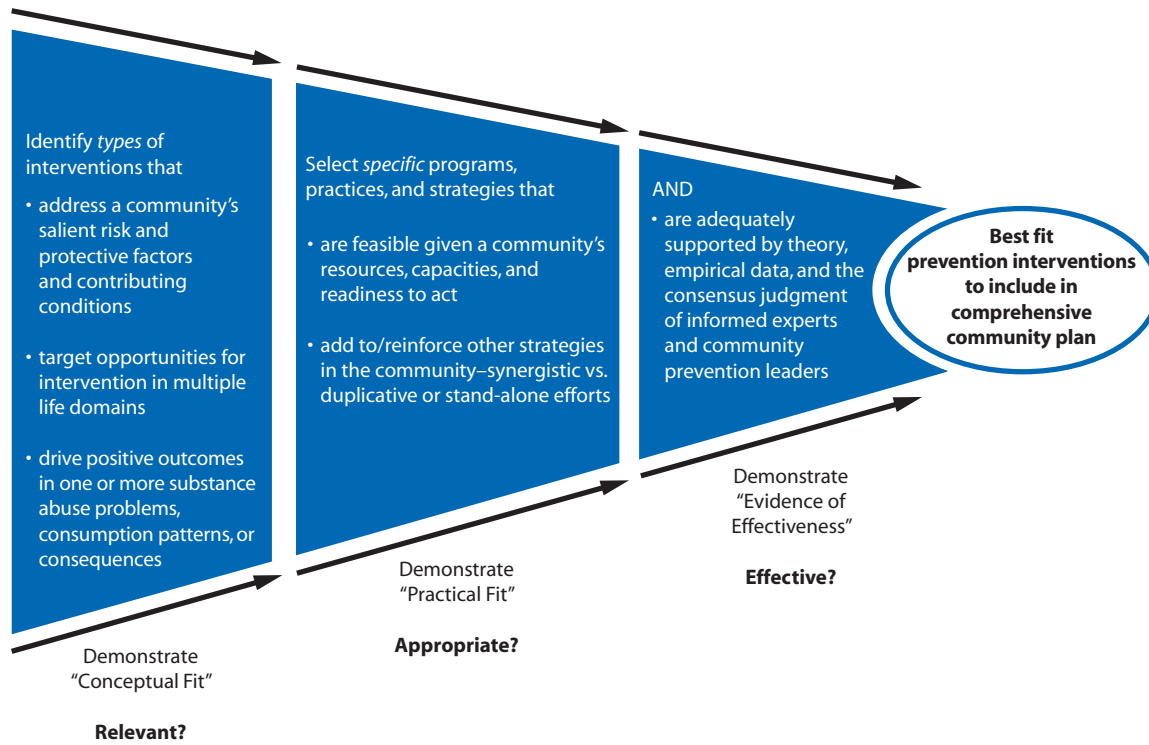 Identify types of
interventions that
• address a community's
salient risk and
protective factors
and contributing
conditions
• target opportunities for
intervention in multiple
life domains
• drive positive outcomes
in one or more substance
abuse problems,
consumption patterns, or
consequences
Demonstrate
“Conceptual Fit”
Relevant?
Select specific programs,
practices, and strategies that
• are feasible given a community's
resources, capacities, and
readiness to act
• add to/reinforce other strategies
in the community–synergistic vs.
duplicative or stand-alone efforts
Demonstrate
“Practical Fit”
Appropriate?
AND
• are adequately
supported by theory,
empirical data, and the
consensus judgment
of informed experts
and community
prevention leaders
Demonstrate
“Evidence of
Effectiveness”
Effective?
Best fit
prevention interventions
to include in
comprehensive
community plan